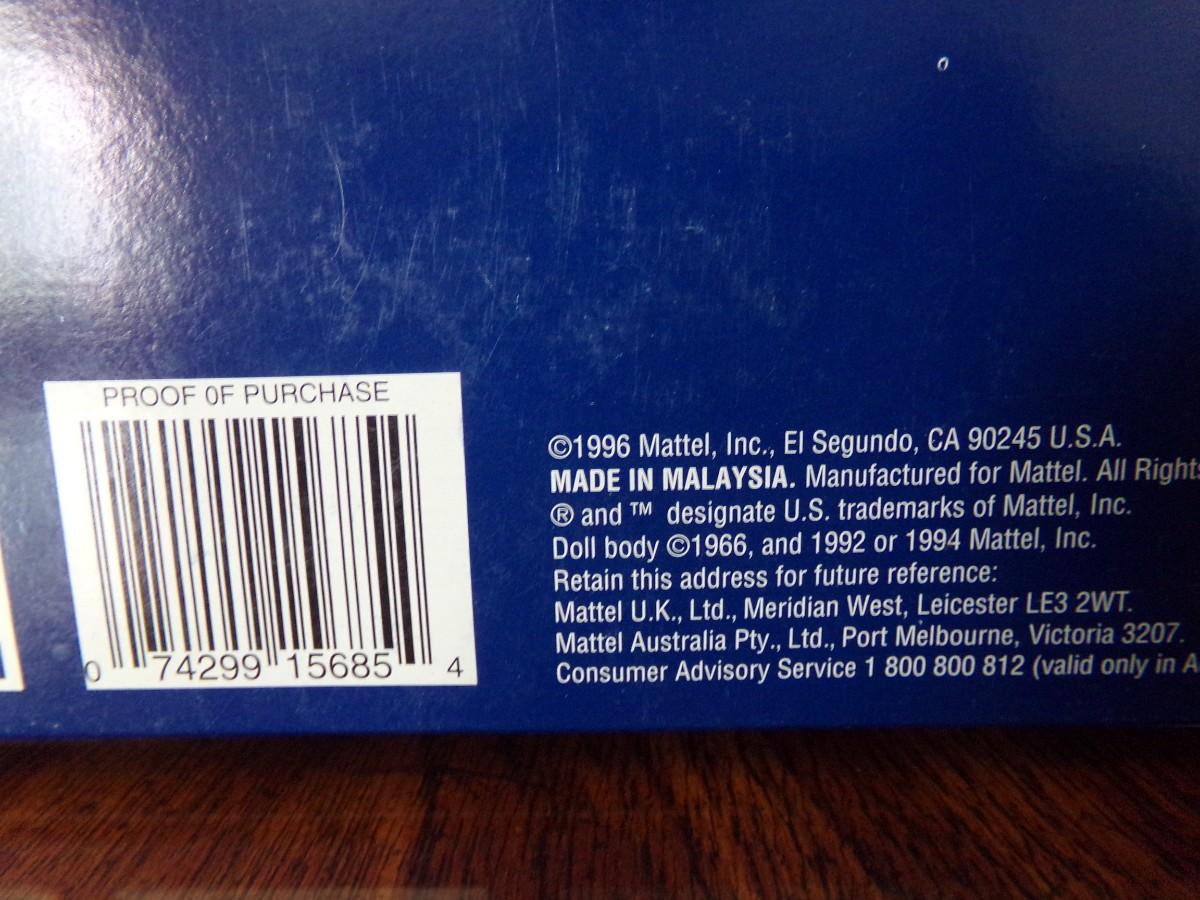 PROOF OF PURCHASE
0 74299 15685 4
©1996 Mattel, Inc., El Segundo, CA 90245 U.S.A.
MADE IN MALAYSIA. Manufactured for Mattel. All Rights
® and ™ designate U.S. trademarks of Mattel, Inc.
Doll body ©1966, and 1992 or 1994 Mattel, Inc.
Retain this address for future reference:
Mattel U.K., Ltd., Meridian West, Leicester LE3 2WT.
Mattel Australia Pty., Ltd., Port Melbourne, Victoria 3207.
Consumer Advisory Service 1 800 800 812 (valid only in A